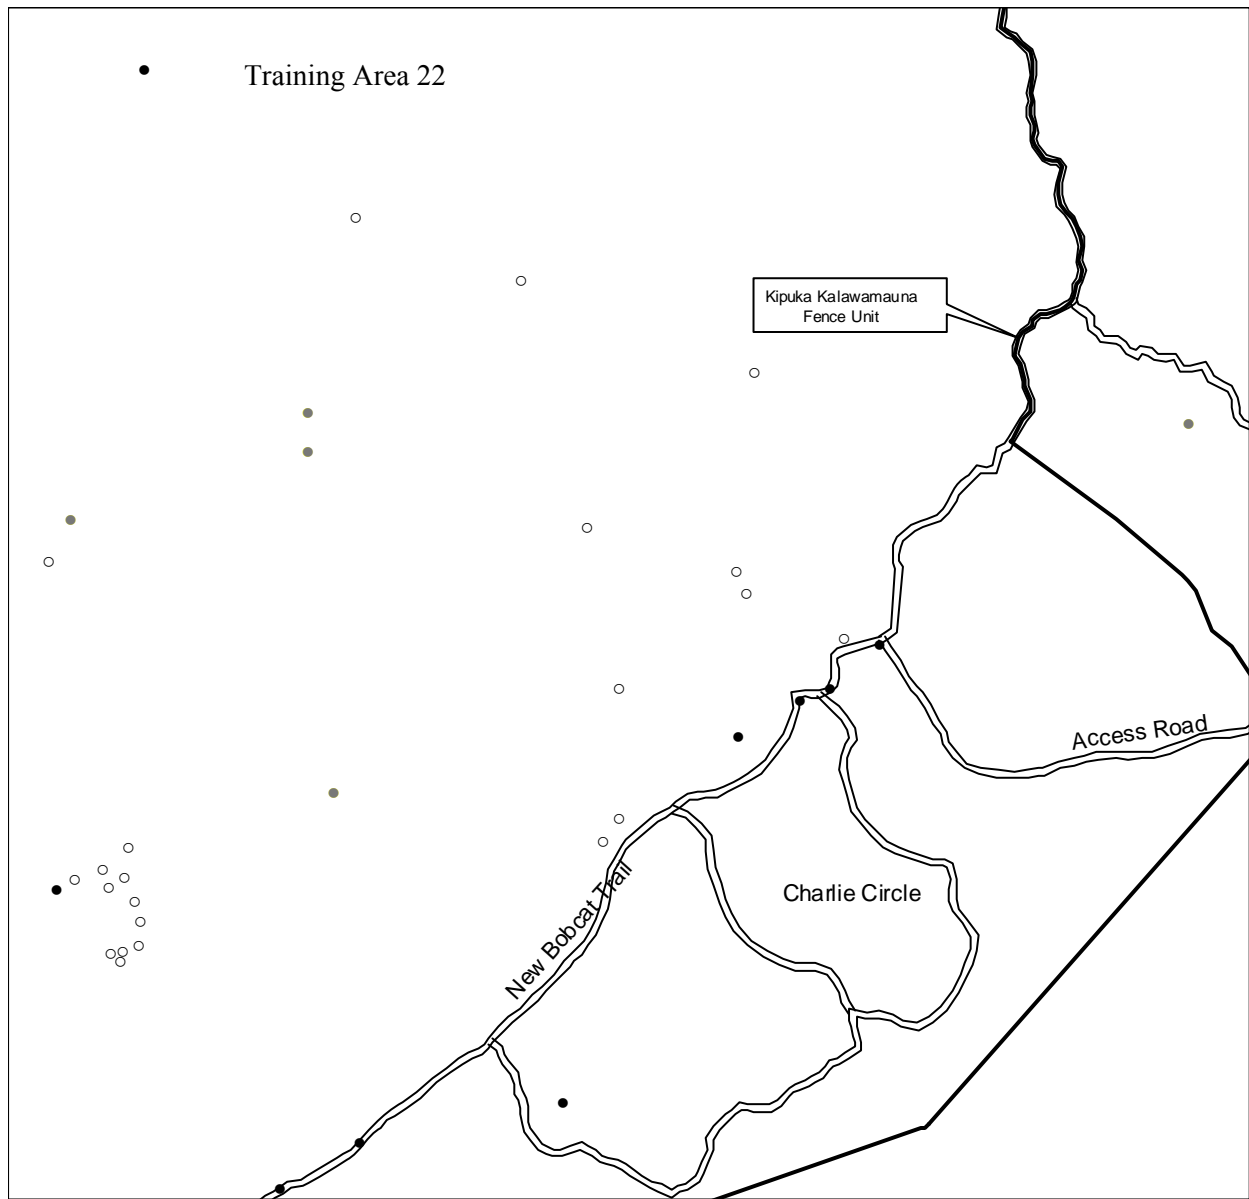 Training Area 22
Kipuka Kalawamauna
Fence Unit
Access Road
Charlie Circle
New Bobcat Trail